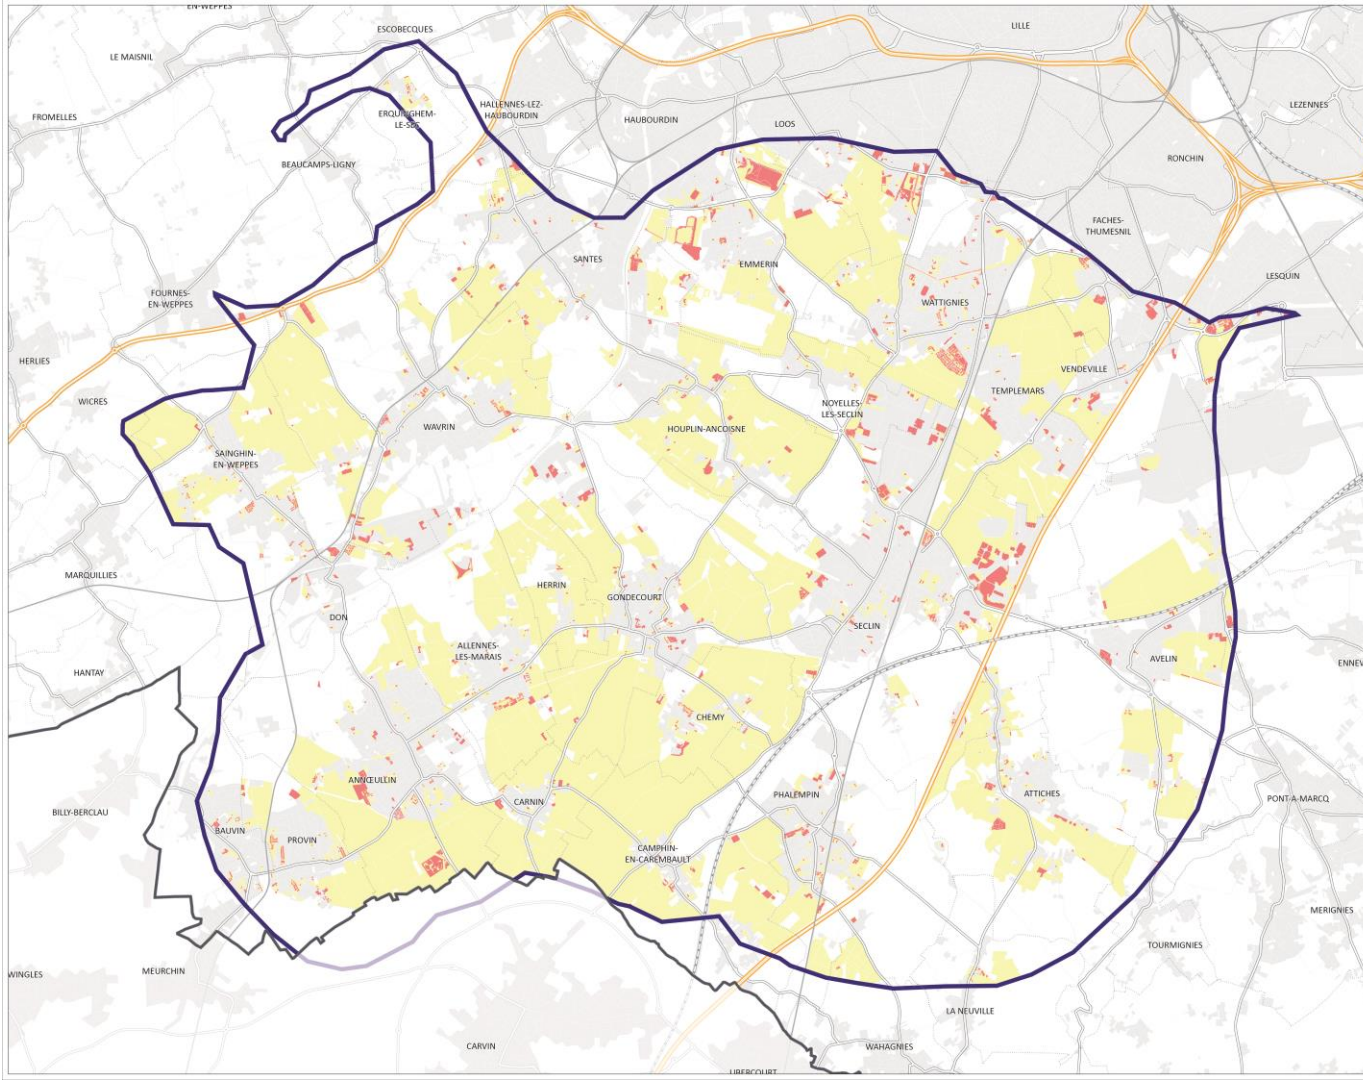 EN-WEPPES
ESCOBECQUES
LILLE
LE MAISNIL
HALLENNES-LEZ-
HAUBOURDIN
LEZENNES
FROMELLES
ERQUINGHEM-
LE-SEC
HAUBOURDIN
LOOS
BEAUCAMPS-LIGNY
RONCHIN
FACHES-
THUMESNIL
SANTES
EMMERIN
LESQUIN
FOURNES-
EN-WEPPES
WATTIGNIES
HERLIES
VENDEVILLE
TEMPLEMARS
WICRES
NOYELLES-
LES-SECLIN
WAVRIN
HOUPLIN-ANCOISNE
SAINGHIN-
EN-WEPPES
MARQUILLIES
HERRIN
GONDECOURT
DON
SECLIN
ALLENNES-
LES-MARAIS
AVELIN
ENNEV
HANTAY
CHEMY
ANNŒULLIN
PHALEMPIN
ATTICHES
CARNIN
PONT-A-MARCQ
BILLY-BERCLAU
BAUVIN
PROVIN
CAMPHIN-
EN-CAREMBAULT
MERIGNIES
TOURMIGNIES
WINGLES
MEURCHIN
LA NEUVILLE
CARVIN
WAHAGNIES
LIBERCOURT